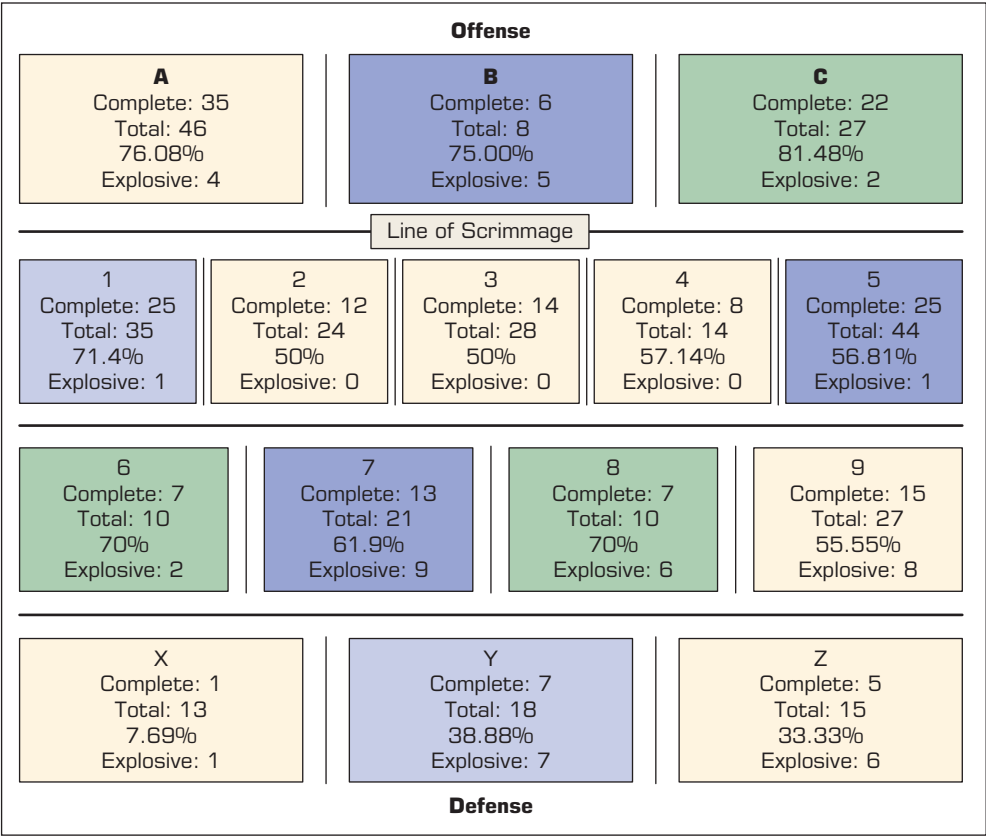 Offense
A
Complete: 35
Total: 46
76.08%
Explosive: 4
B
Complete: 6
Total: 8
75.00%
Explosive: 5
C
Complete: 22
Total: 27
81.48%
Explosive: 2
Line of Scrimmage
1
Complete: 25
Total: 35
71.4%
Explosive: 1
2
Complete: 12
Total: 24
50%
Explosive: 0
3
Complete: 14
Total: 28
50%
Explosive: 0
4
Complete: 8
Total: 14
57.14%
Explosive: 0
5
Complete: 25
Total: 44
56.81%
Explosive: 1
6
Complete: 7
Total: 10
70%
Explosive: 2
7
Complete: 13
Total: 21
61.9%
Explosive: 9
8
Complete: 7
Total: 10
70%
Explosive: 6
9
Complete: 15
Total: 27
55.55%
Explosive: 8
X
Complete: 1
Total: 13
7.69%
Explosive: 1
Y
Complete: 7
Total: 18
38.88%
Explosive: 7
Z
Complete: 5
Total: 15
33.33%
Explosive: 6
Defense